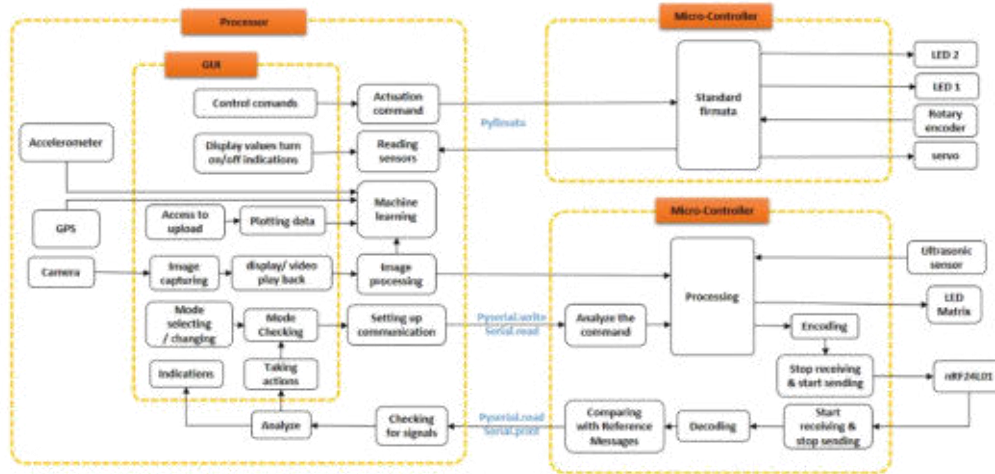 Processor
Micro-Controller
GUI
Control comands
Actuation
command
Standard
firmata
LED 2
LED 1
Rotary
encoder
servo
Pyfirmata
Accelerometer
Display values turn
on/off indications
Reading
sensors
Machine
learning
GPS
Access to
upload
Plotting data
Micro-Controller
Camera
Image
capturing
display/ video
play back
Image
processing
Processing
Ultrasonic
sensor
LED
Matrix
Mode
selecting
/ changing
Mode
Checking
Setting up
communication
Pyserial.write
Serial.read
Analyze the
command
Encoding
Indications
Taking
actions
Stop receiving
& start sending
nRF24L01
Analyze
Checking
for signals
Pyserial.read
Serial.print
Comparing
with Reference
Messages
Decoding
Start
receiving &
stop sending